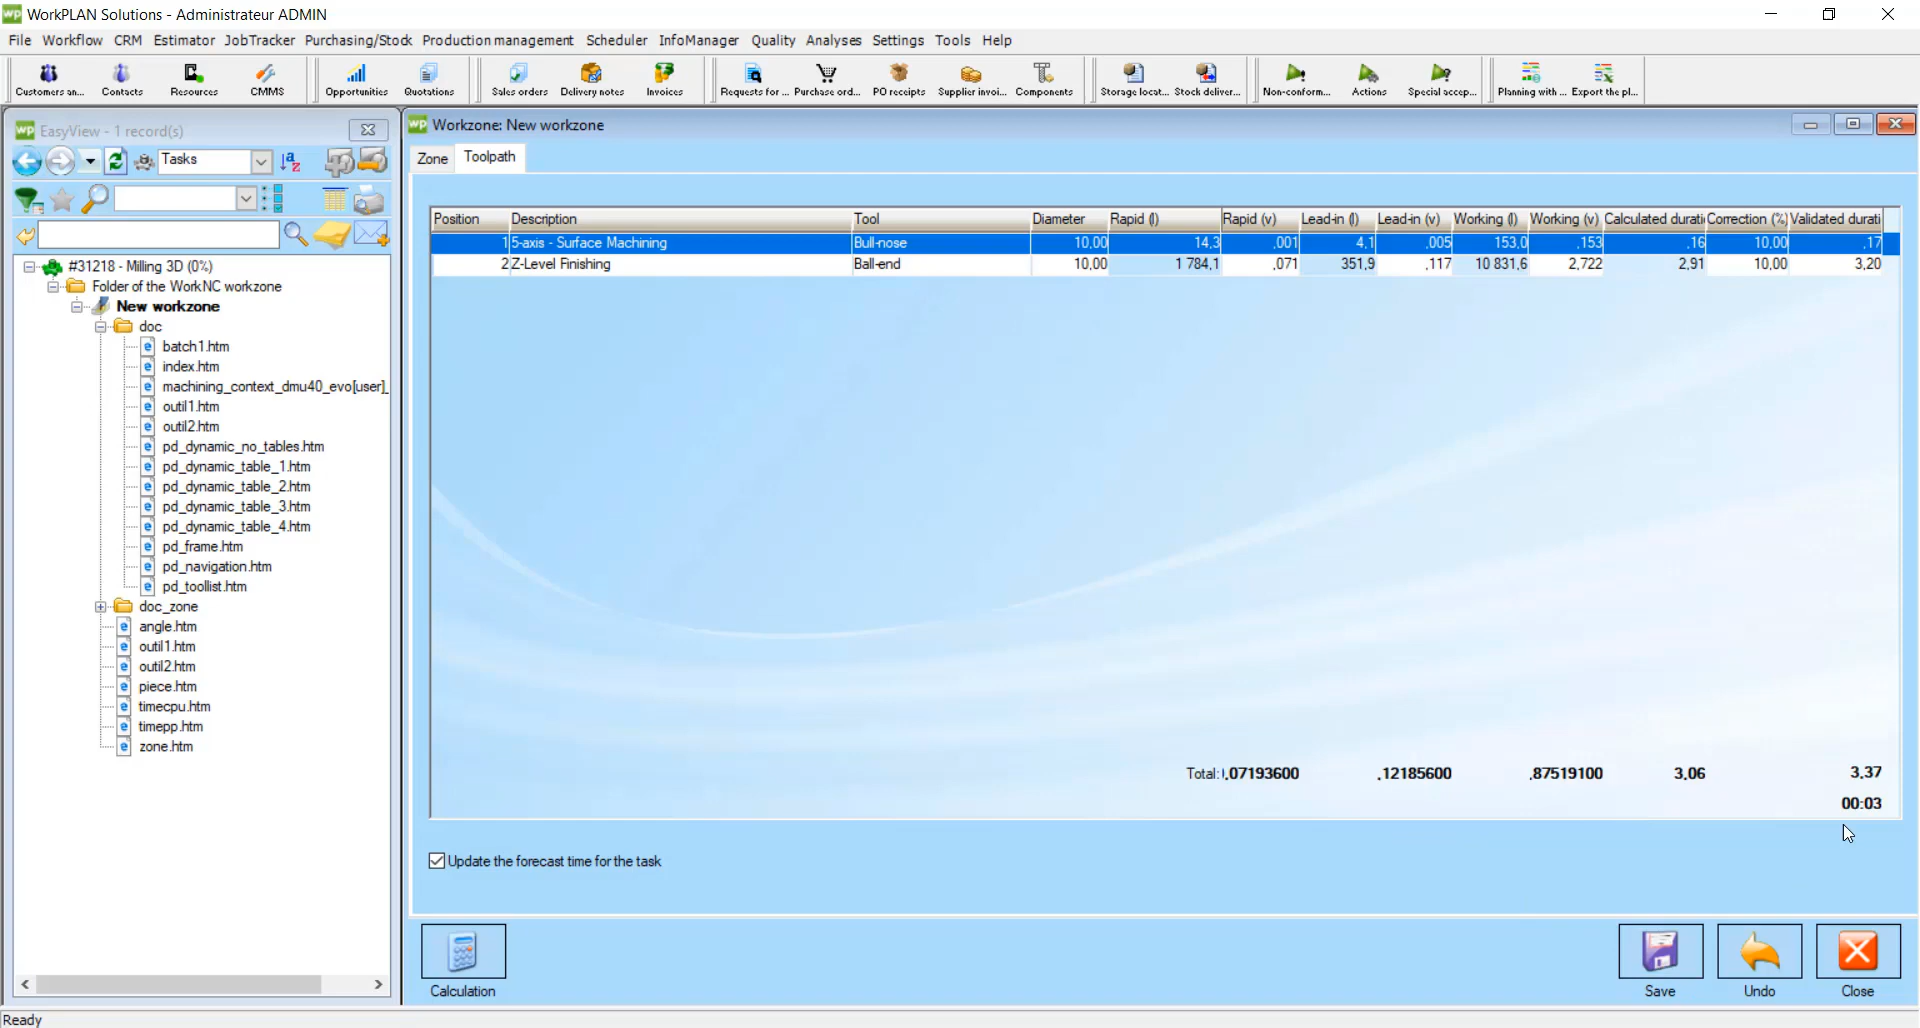 WorkPLAN Solutions - Administrateur ADMIN
File Workflow CRM Estimator JobTracker Purchasing/Stock Production management Scheduler InfoManager Quality Analyses Settings Tools Help
Customers an... Contacts Resources CMMS Opportunities Quotations Sales orders Delivery notes Invoices Requests for ... Purchase ord... PO receipts Supplier invoi... Components Storage locat... Stock deliver... Non-conform... Actions Special accep... Planning with ... Export the pl...
EasyView - 1 record(s)
Tasks
#31218 - Milling 3D (0%)
Folder of the WorkNC workzone
New workzone
doc
batch1.htm
index.htm
machining_context_dmu40_evo[user]_
outil1.htm
outil2.htm
pd_dynamic_no_tables.htm
pd_dynamic_table_1.htm
pd_dynamic_table_2.htm
pd_dynamic_table_3.htm
pd_dynamic_table_4.htm
pd_frame.htm
pd_navigation.htm
pd_toollist.htm
doc_zone
angle.htm
outil1.htm
outil2.htm
piece.htm
timecpu.htm
timepp.htm
zone.htm
Workzone: New workzone
Zone Toolpath
Position Description Tool Diameter Rapid (l) Rapid (v) Lead-in (l) Lead-in (v) Working (l) Working (v) Calculated durati Correction (%) Validated durati
1 5-axis - Surface Machining Bull-nose 10,00 14,3 ,001 4,1 ,005 153,0 ,153 ,16 10,00 ,17
2 Z-Level Finishing Ball-end 10,00 1 784,1 ,071 351,9 ,117 10 831,6 2,722 2,91 10,00 3,20
Total: ,07193600 ,12185600 ,87519100 3,06 3,37
00:03
Update the forecast time for the task
Calculation Save Undo Close
Ready